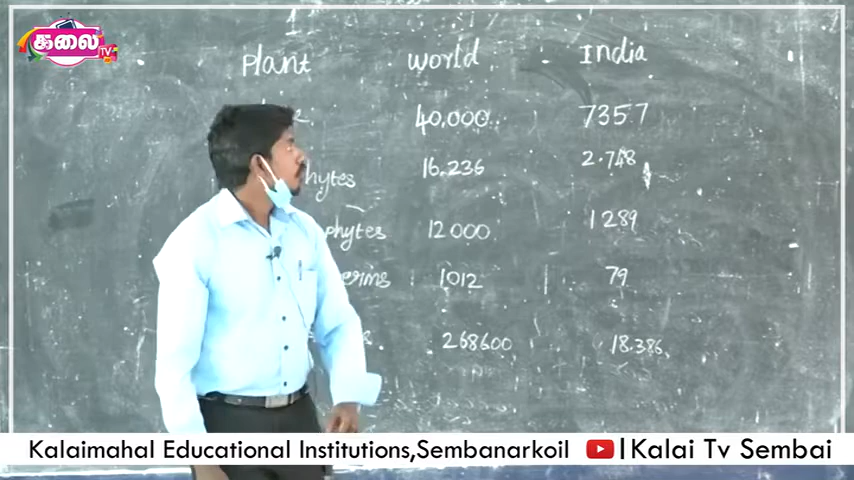 கலை TV
Plant world India
40,000 7357
hytes 16,236 2.748
phytes 12000 1289
erms 1012 79
268600 18,386
Kalaimahal Educational Institutions,Sembanarkoil | Kalai Tv Sembai